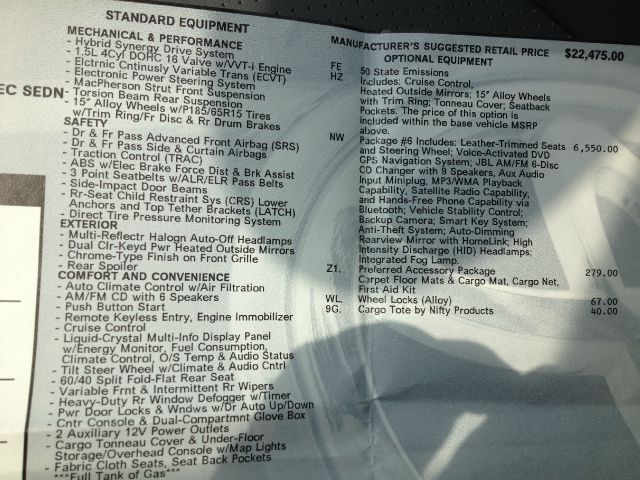 STANDARD EQUIPMENT
MECHANICAL & PERFORMANCE
- Hybrid Synergy Drive System
- 1.5L 4Cyl DOHC 16 Valve w/VVT-i Engine
- Elctrnic Cntinusly Variable Trans (ECVT)
- Electronic Power Steering System
- MacPherson Strut Front Suspension
- Torsion Beam Rear Suspension
- 15" Alloy Wheels w/P185/65R15 Tires
w/Trim Ring/Fr Disc & Rr Drum Brakes
SAFETY
- Dr & Fr Pass Advanced Front Airbag (SRS)
- Dr & Fr Pass Side & Curtain Airbags
- Traction Control (TRAC)
- ABS w/Elec Brake Force Dist & Brk Assist
- 3 Point Seatbelts w/ALR/ELR Pass Belts
- Side-Impact Door Beams
- Rr-Seat Child Restraint Sys (CRS) Lower
Anchors and Top Tether Brackets (LATCH)
- Direct Tire Pressure Monitoring System
EXTERIOR
- Multi-Reflectr Halogn Auto-Off Headlamps
- Dual Clr-Keyd Pwr Heated Outside Mirrors
- Chrome-Type Finish on Front Grille
- Rear Spoiler
COMFORT AND CONVENIENCE
- Auto Climate Control w/Air Filtration
- AM/FM CD with 6 Speakers
- Push Button Start
- Remote Keyless Entry, Engine Immobilizer
- Cruise Control
- Liquid-Crystal Multi-Info Display Panel
w/Energy Monitor, Fuel Consumption,
Climate Control, O/S Temp & Audio Status
- Tilt Steer Wheel w/Climate & Audio Cntrl
- 60/40 Split Fold-Flat Rear Seat
- Variable Frnt & Intermittent Rr Wipers
- Heavy-Duty Rr Window Defogger w/Timer
- Pwr Door Locks & Wndws w/Dr Auto Up/Down
- Cntr Console & Dual-Compartmnt Glove Box
- 2 Auxiliary 12V Power Outlets
- Cargo Tonneau Cover & Under-Floor
Storage/Overhead Console w/Map Lights
- Fabric Cloth Seats, Seat Back Pockets
***Full Tank of Gas***
EC SEDN
MANUFACTURER'S SUGGESTED RETAIL PRICE $22,475.00
OPTIONAL EQUIPMENT
FE 50 State Emissions
HZ Includes: Cruise Control,
Heated Outside Mirrors; 15" Alloy Wheels
with Trim Ring; Tonneau Cover; Seatback
Pockets. The price of this option is
included within the base vehicle MSRP
above.
NW Package #6 Includes: Leather-Trimmed Seats 6,550.00
and Steering Wheel; Voice-Activated DVD
GPS Navigation System; JBL AM/FM 6-Disc
CD Changer with 9 Speakers, Aux Audio
Input Miniplug, MP3/WMA Playback
Capability, Satellite Radio Capability,
and Hands-Free Phone Capability via
Bluetooth; Vehicle Stability Control;
Backup Camera; Smart Key System;
Anti-Theft System; Auto-Dimming
Rearview Mirror with HomeLink; High
Intensity Discharge (HID) Headlamps;
Integrated Fog Lamp.
Z1. Preferred Accessory Package 279.00
Carpet Floor Mats & Cargo Mat, Cargo Net,
First Aid Kit
WL. Wheel Locks (Alloy) 67.00
9G. Cargo Tote by Nifty Products 40.00